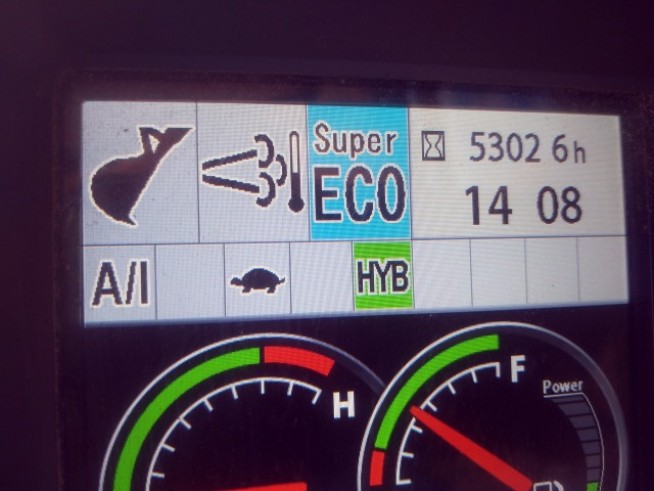 Super
ECO
5302 6h
14 08
A/I
HYB
H
F
Power